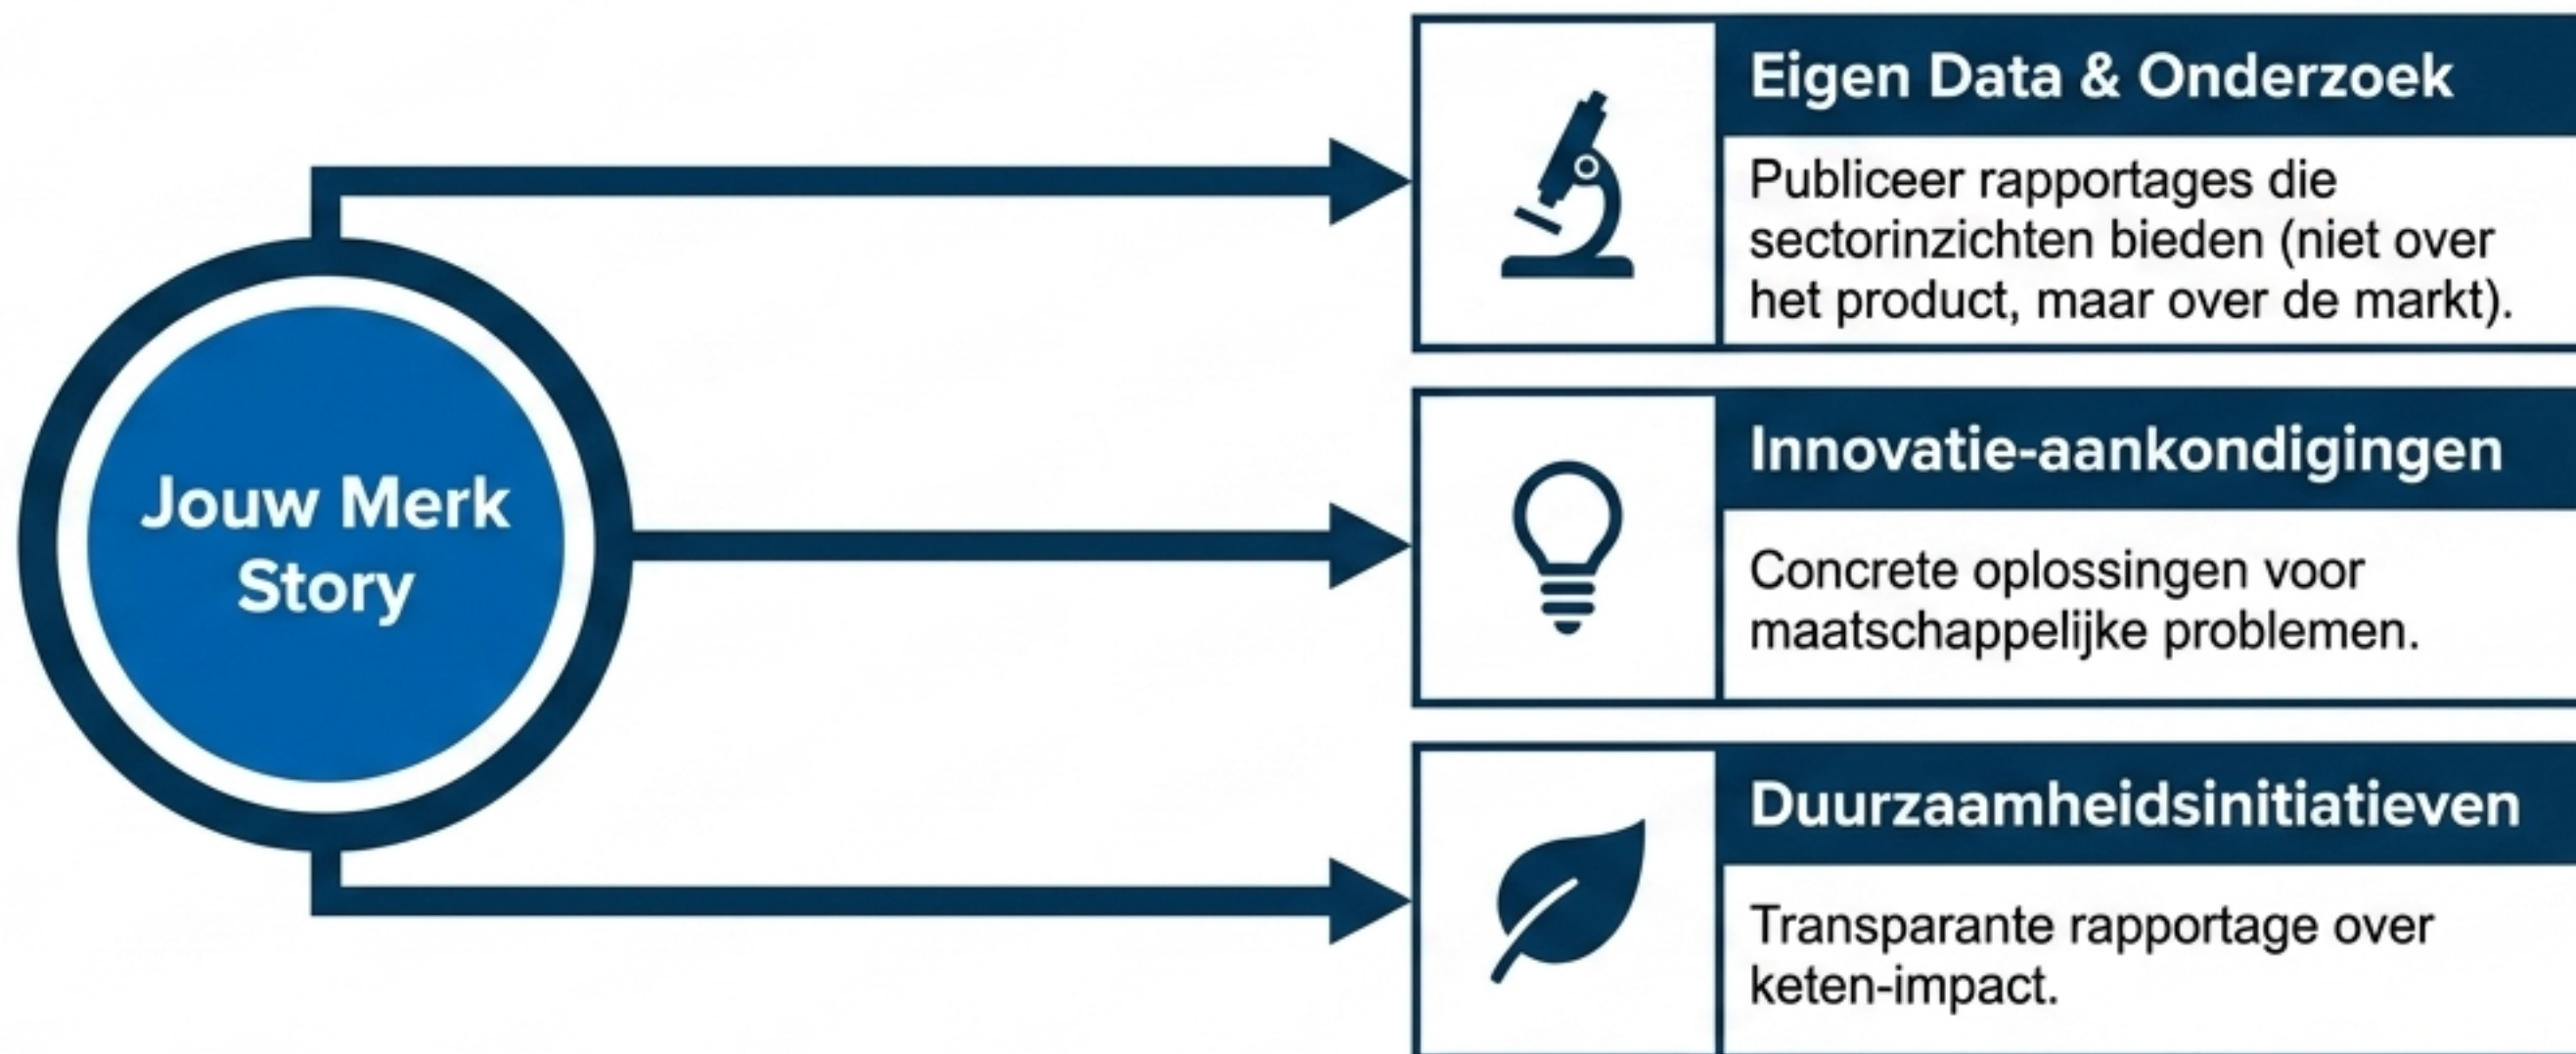 Jouw Merk
Story
Eigen Data & Onderzoek
Publiceer rapportages die
sectorinzichten bieden (niet over
het product, maar over de markt).
Innovatie-aankondigingen
Concrete oplossingen voor
maatschappelijke problemen.
Duurzaamheidsinitiatieven
Transparante rapportage over
keten-impact.